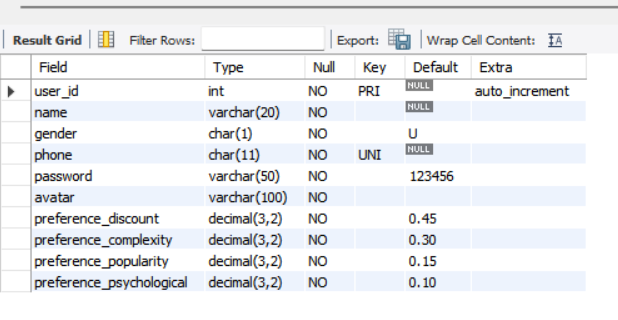 Result Grid Filter Rows: Export: Wrap Cell Content: IA
Field Type Null Key Default Extra
user_id int NO PRI NULL auto_increment
name varchar(20) NO NULL
gender char(1) NO U
phone char(11) NO UNI NULL
password varchar(50) NO 123456
avatar varchar(100) NO
preference_discount decimal(3,2) NO 0.45
preference_complexity decimal(3,2) NO 0.30
preference_popularity decimal(3,2) NO 0.15
preference_psychological decimal(3,2) NO 0.10